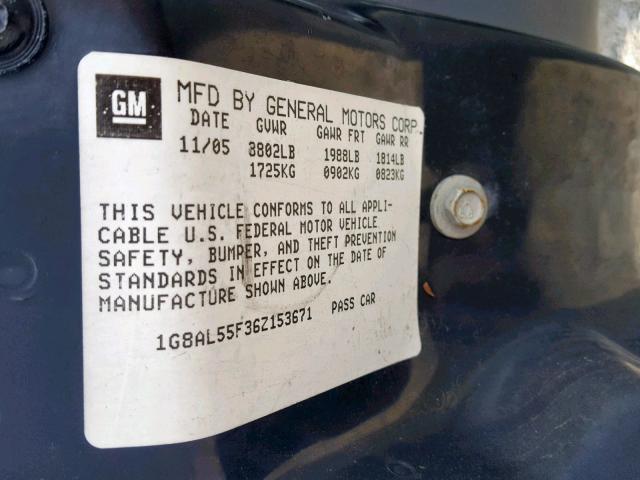 GM MFD BY GENERAL MOTORS CORP.
DATE GVWR GAWR FRT GAWR RR
11/05 3802LB 1988LB 1814LB
1725KG 0902KG 0823KG
THIS VEHICLE CONFORMS TO ALL APPLI-
CABLE U.S. FEDERAL MOTOR VEHICLE
SAFETY, BUMPER, AND THEFT PREVENTION
STANDARDS IN EFFECT ON THE DATE OF
MANUFACTURE SHOWN ABOVE.
1G8AL55F36Z153671 PASS CAR